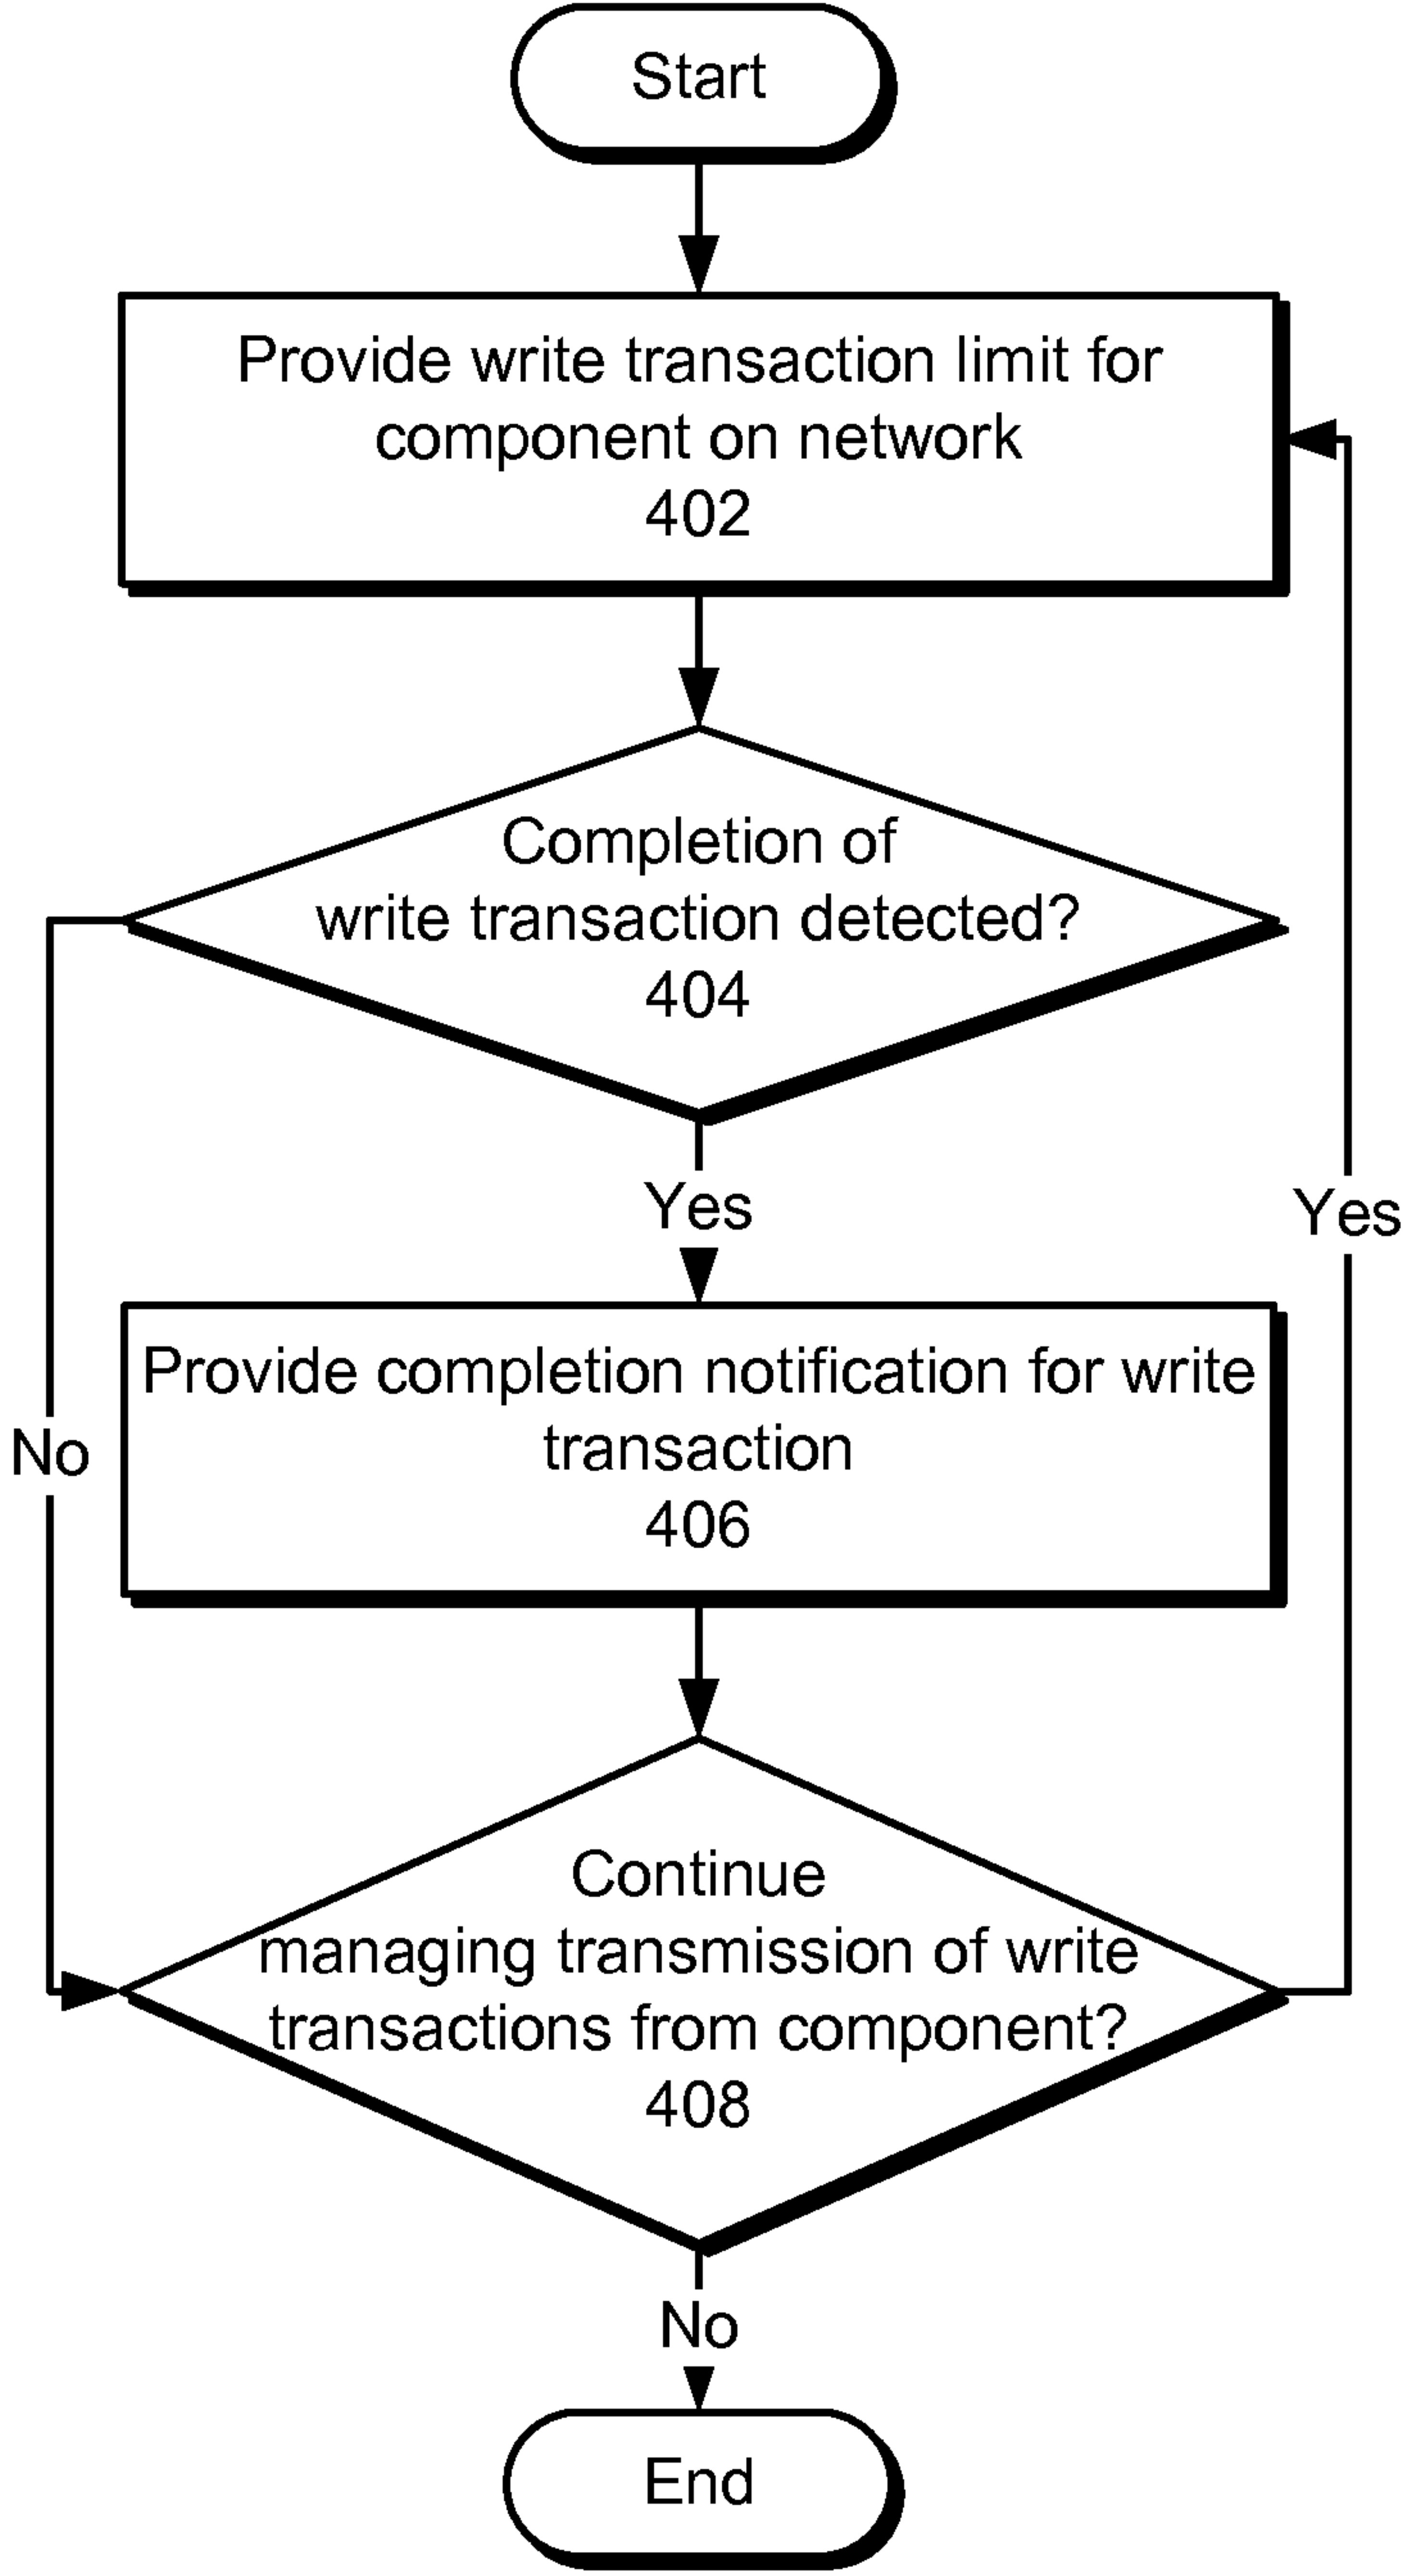 Start
Provide write transaction limit for
component on network
402
Completion of
write transaction detected?
404
Yes
Yes
Provide completion notification for write
transaction
406
No
Continue
managing transmission of write
transactions from component?
408
No
End